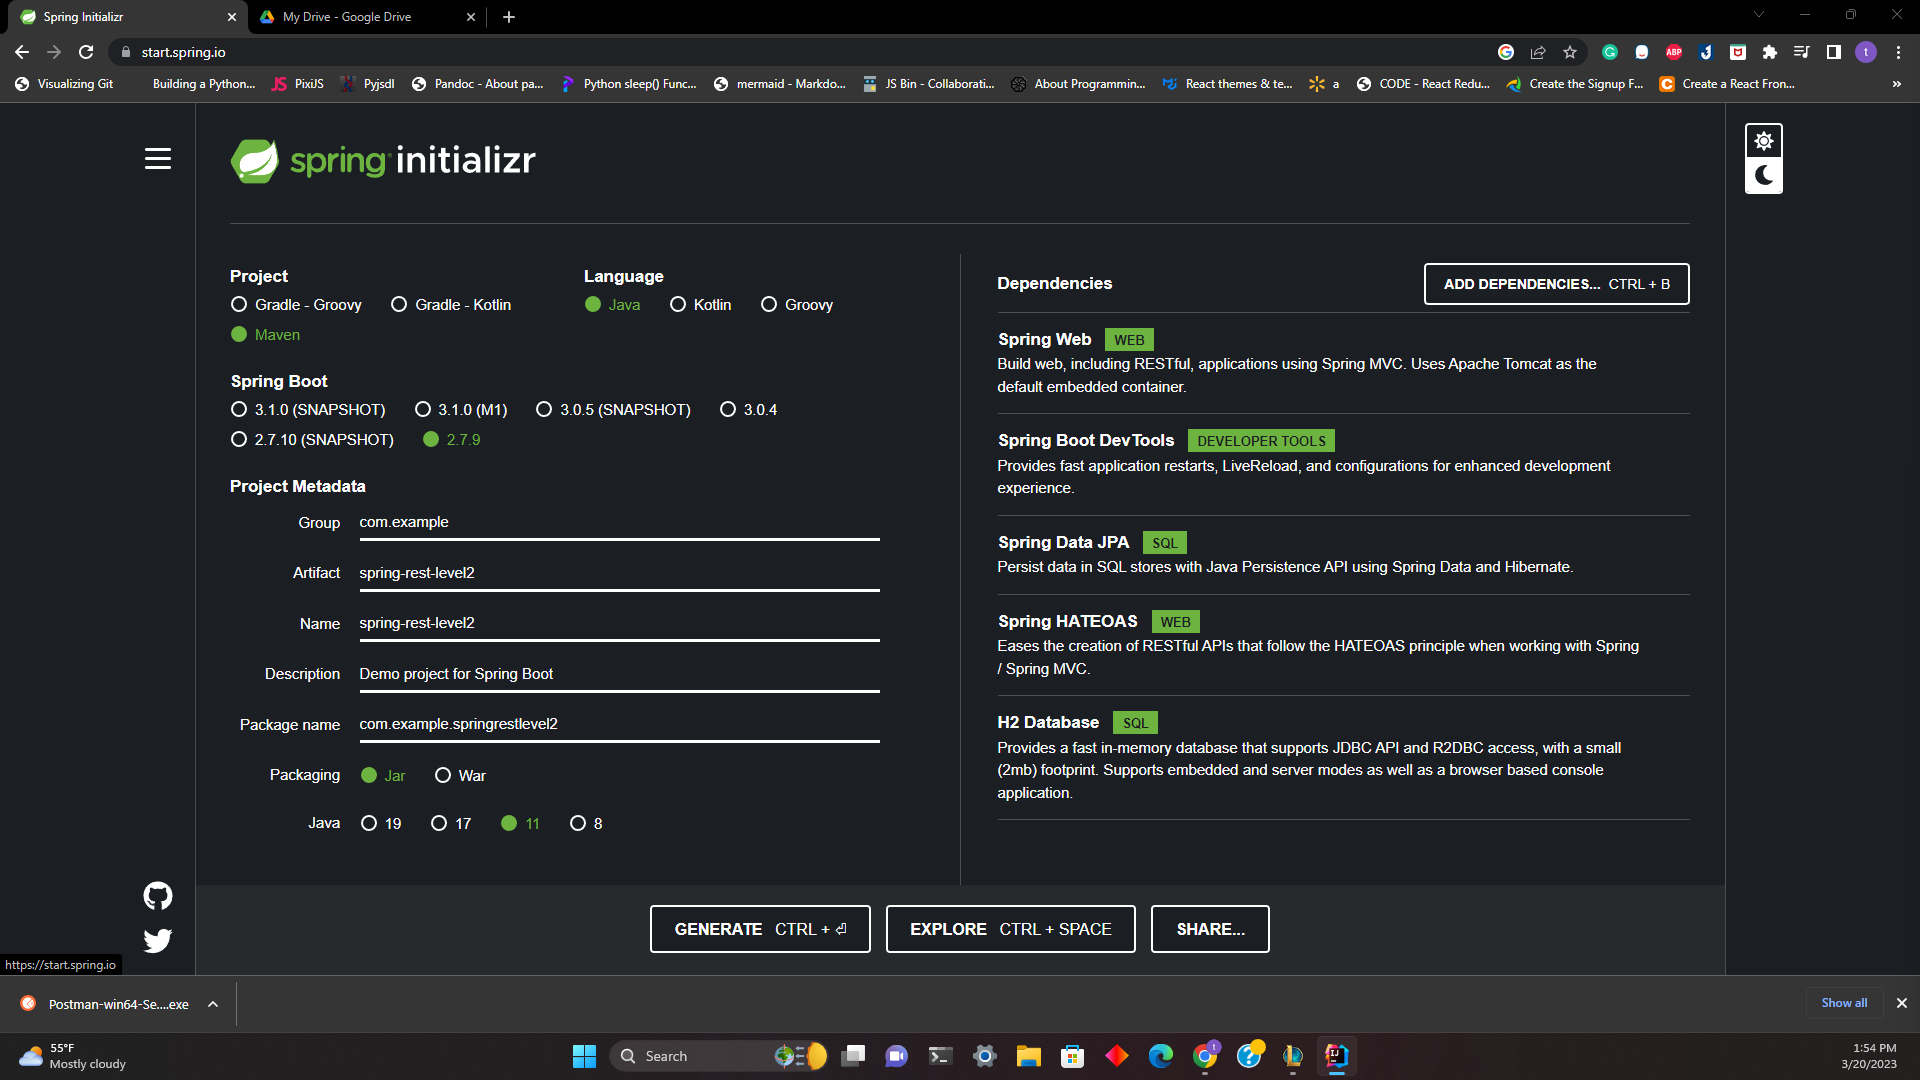 Spring Initializr
My Drive - Google Drive
start.spring.io
Visualizing Git
Building a Python...
JS PixiJS
Pyjsdl
Pandoc - About pa...
Python sleep() Func...
mermaid - Markdo...
JS Bin - Collaborati...
About Programmin...
React themes & te...
a
CODE - React Redu...
Create the Signup F...
Create a React Fron...
»
spring initializr
Project
Gradle - Groovy Gradle - Kotlin
Maven
Language
Java Kotlin Groovy
Spring Boot
3.1.0 (SNAPSHOT) 3.1.0 (M1) 3.0.5 (SNAPSHOT) 3.0.4
2.7.10 (SNAPSHOT) 2.7.9
Project Metadata
Group com.example
Artifact spring-rest-level2
Name spring-rest-level2
Description Demo project for Spring Boot
Package name com.example.springrestlevel2
Packaging Jar War
Java 19 17 11 8
Dependencies
ADD DEPENDENCIES... CTRL + B
Spring Web WEB
Build web, including RESTful, applications using Spring MVC. Uses Apache Tomcat as the
default embedded container.
Spring Boot DevTools DEVELOPER TOOLS
Provides fast application restarts, LiveReload, and configurations for enhanced development
experience.
Spring Data JPA SQL
Persist data in SQL stores with Java Persistence API using Spring Data and Hibernate.
Spring HATEOAS WEB
Eases the creation of RESTful APIs that follow the HATEOAS principle when working with Spring
/ Spring MVC.
H2 Database SQL
Provides a fast in-memory database that supports JDBC API and R2DBC access, with a small
(2mb) footprint. Supports embedded and server modes as well as a browser based console
application.
GENERATE CTRL + ⏎
EXPLORE CTRL + SPACE
SHARE...
https://start.spring.io
Postman-win64-Se....exe
Show all
55°F
Mostly cloudy
Search
1:54 PM
3/20/2023